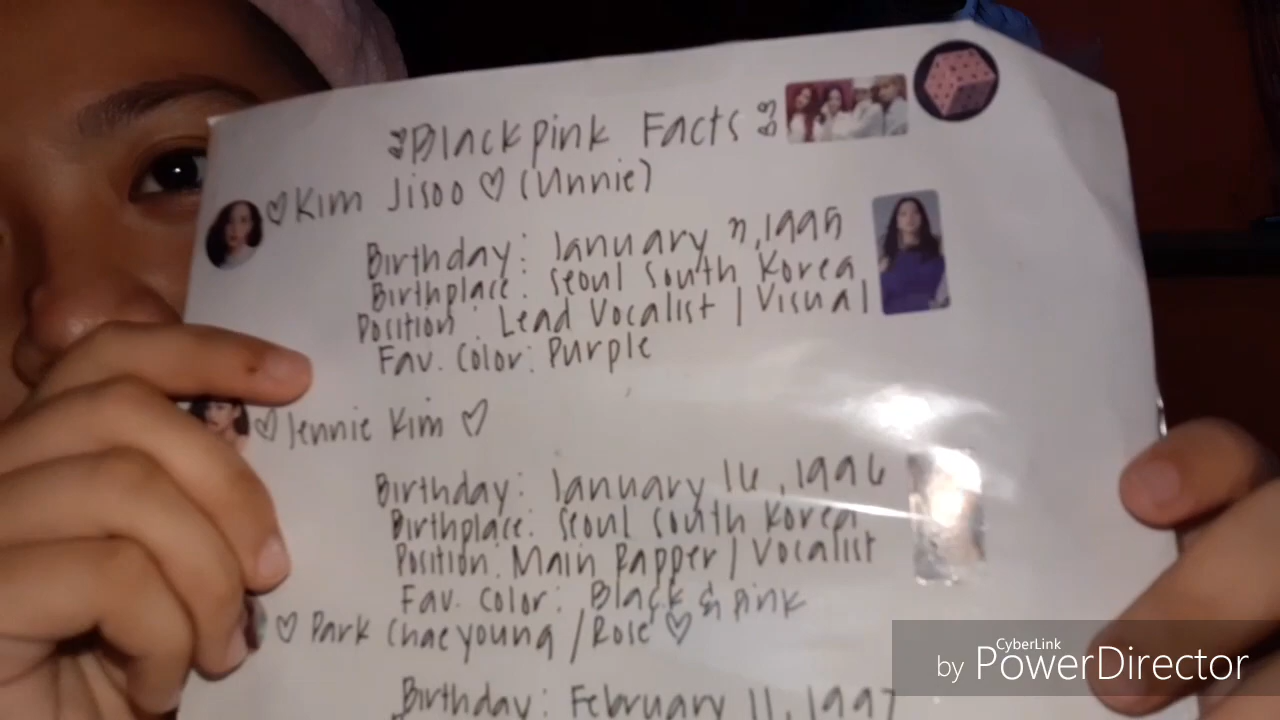 Blackpink Facts
♡ Kim Jisoo ♡ (Unnie)
Birthday: January 3, 1995
Birthplace: Seoul South Korea
Position: Lead Vocalist / Visual
Fav. Color: Purple
♡ Jennie Kim ♡
Birthday: January 16, 1996
Birthplace: Seoul South Korea
Position: Main Rapper / Vocalist
Fav. Color: Black & Pink
♡ Park Chaeyoung / Rose ♡
Birthday: February 11, 1997
CyberLink
by PowerDirector